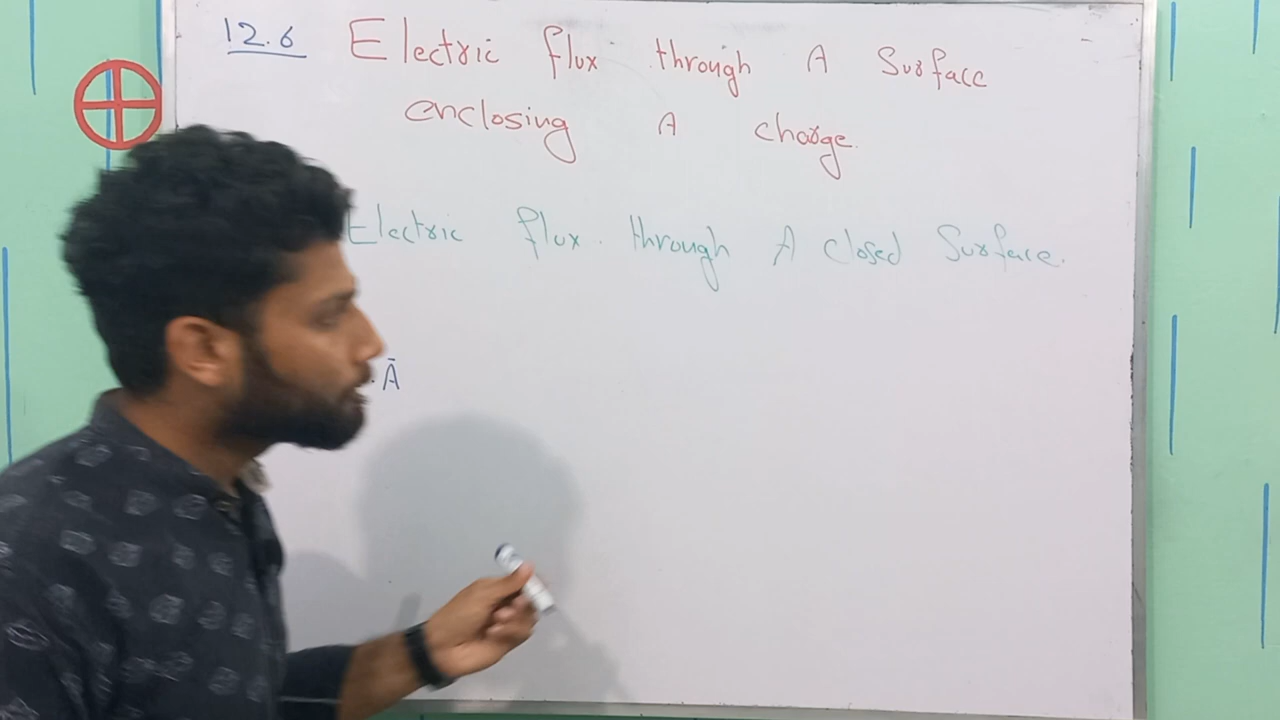 12.6 Electric flux through A Surface
enclosing A charge.
Electric flux through A closed Surface.
. Ā